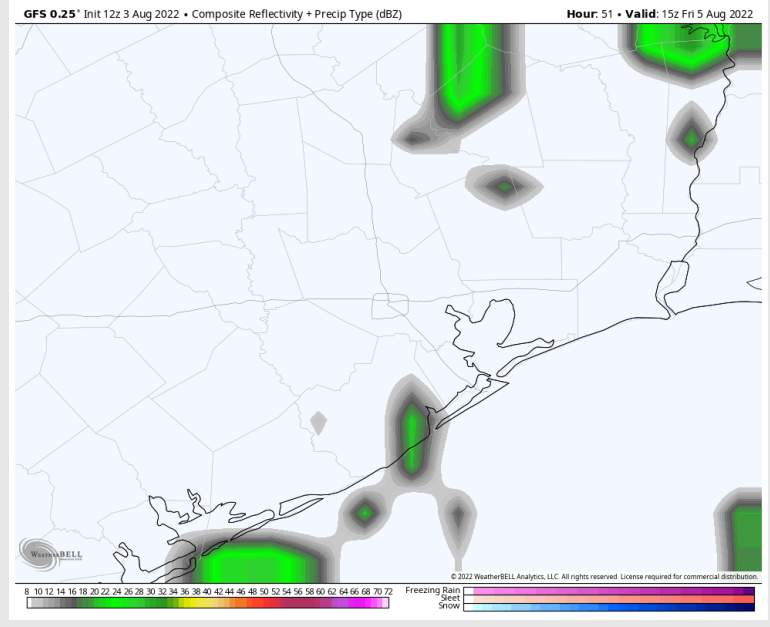 GFS 0.25° Init 12z 3 Aug 2022 • Composite Reflectivity + Precip Type (dBZ)
Hour: 51 • Valid: 15z Fri 5 Aug 2022
WEATHERBELL
© 2022 WeatherBELL Analytics, LLC. All rights reserved. License required for commercial distribution.
8 10 12 14 16 18 20 22 24 26 28 30 32 34 36 38 40 42 44 46 48 50 52 54 56 58 60 62 64 66 68 70 72
Freezing Rain
Sleet
Snow